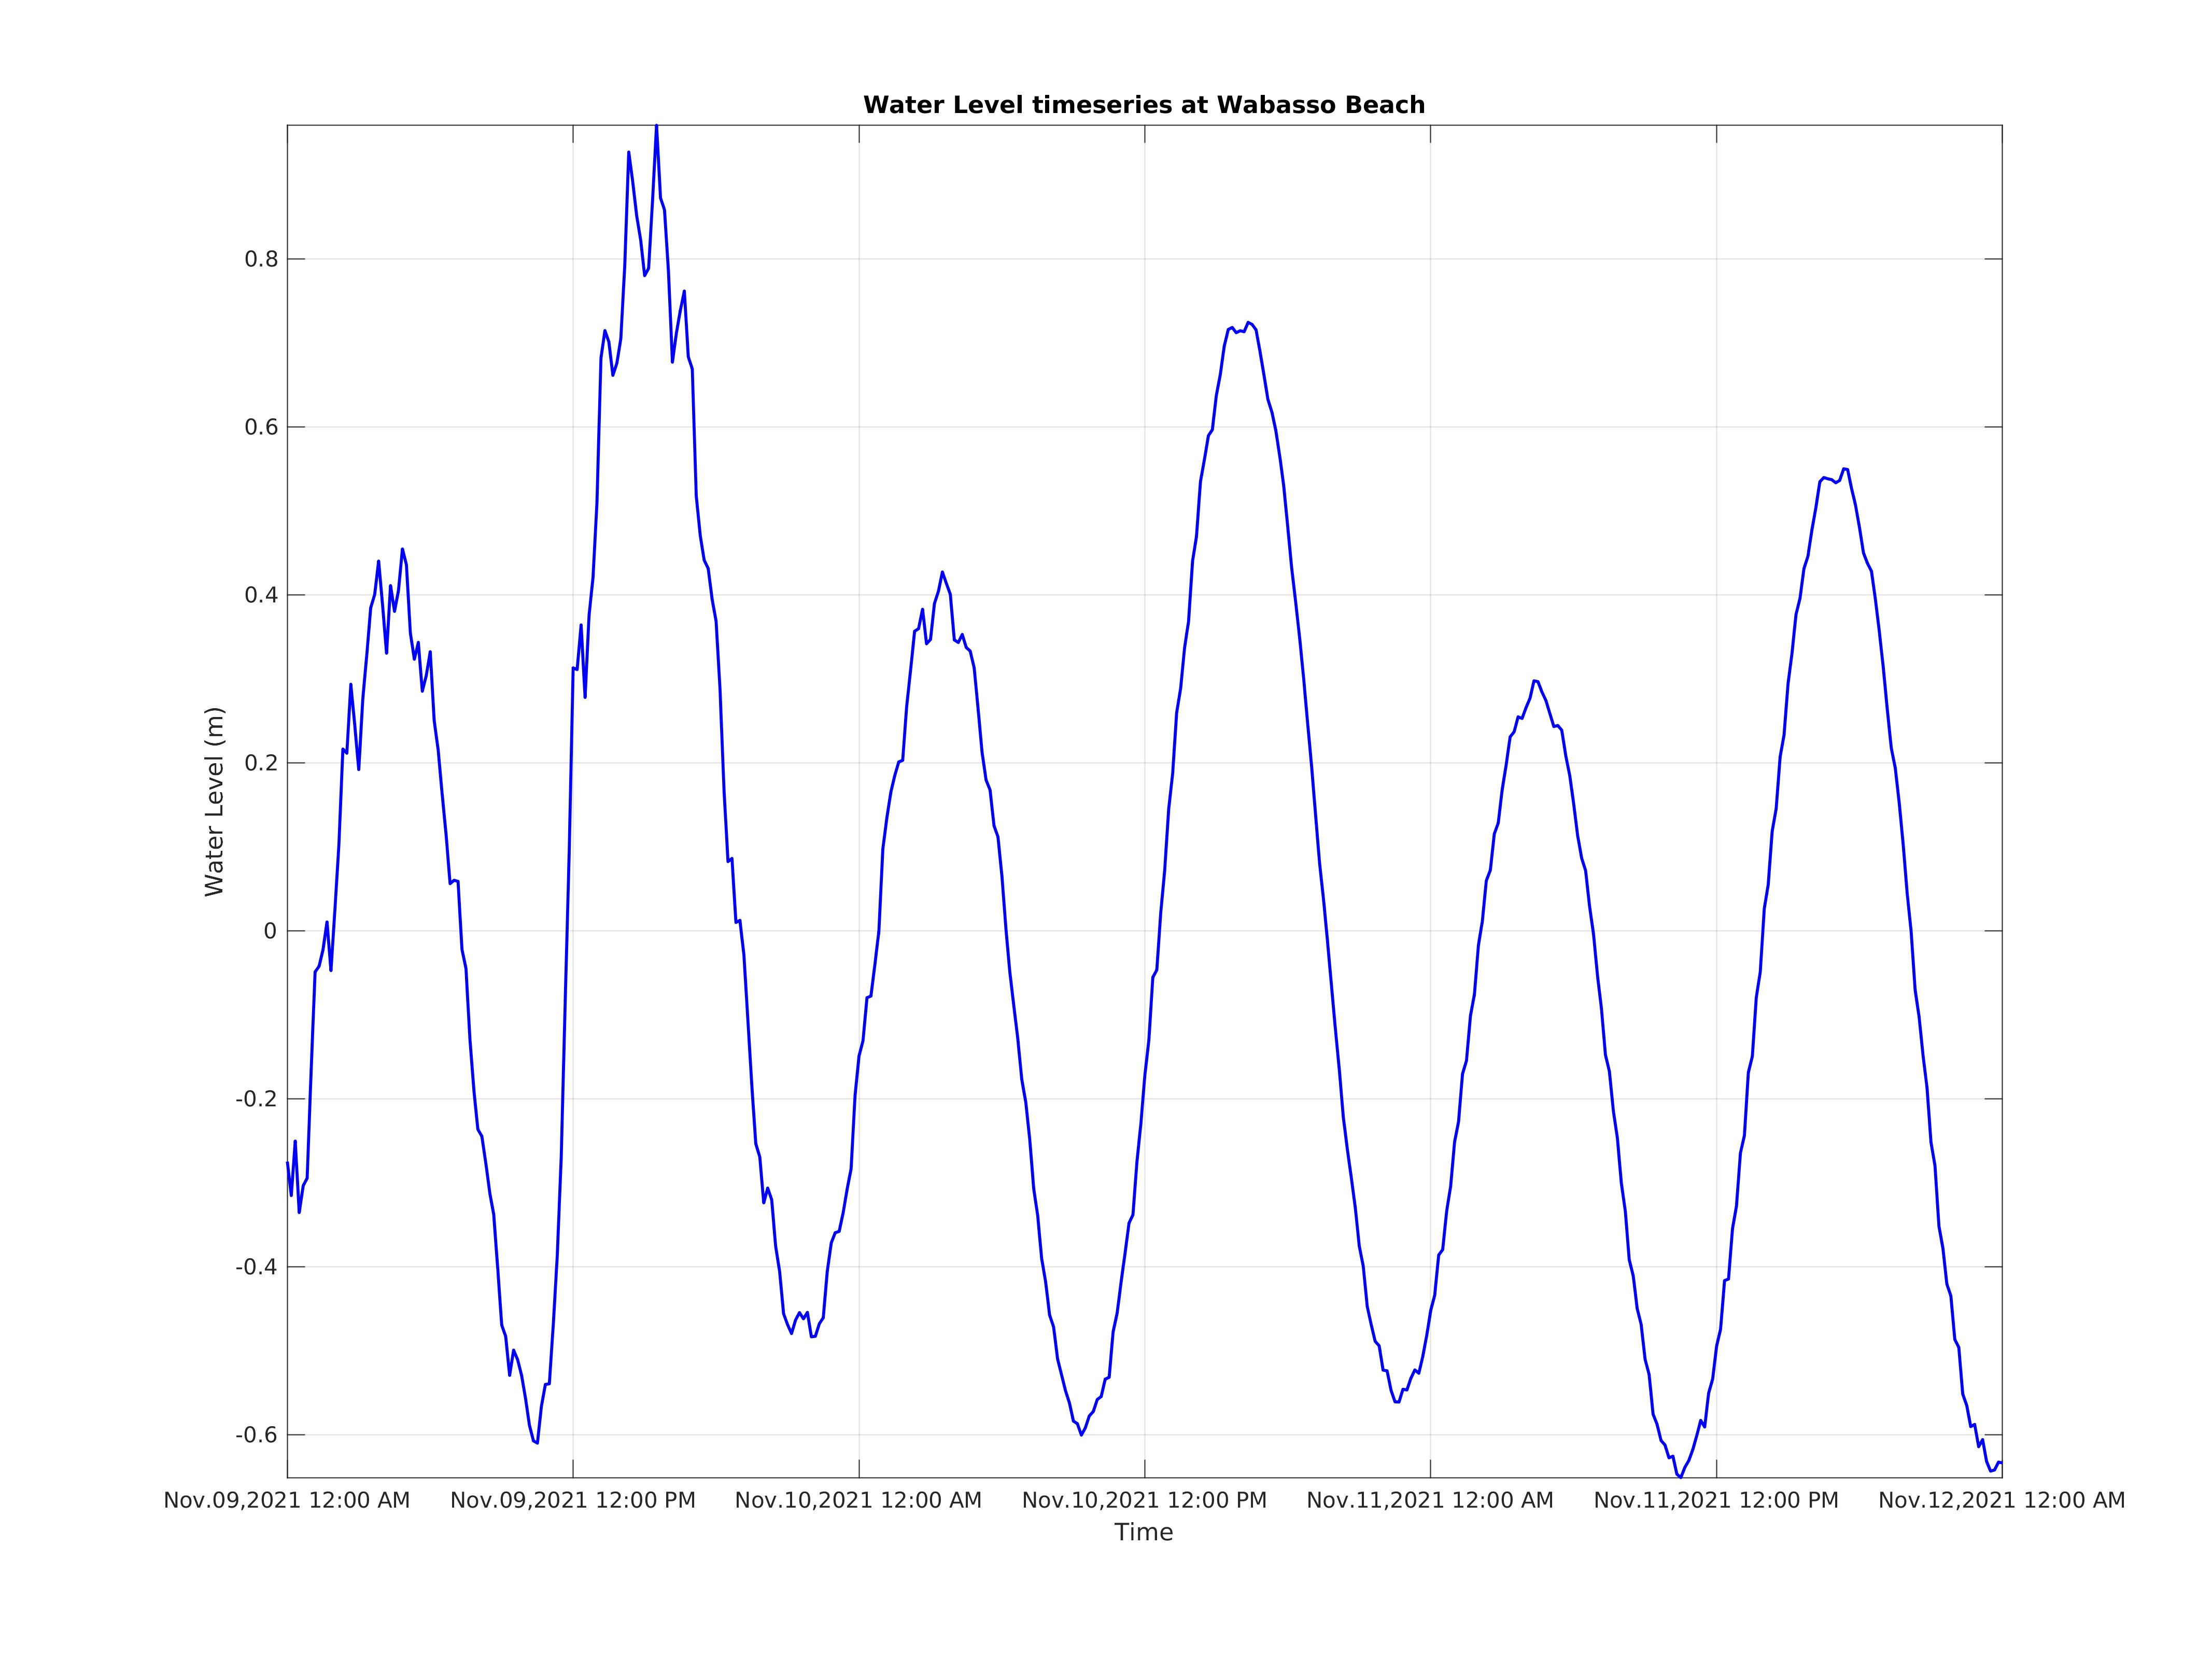 Water Level timeseries at Wabasso Beach
0.8
0.6
0.4
0.2
0
-0.2
-0.4
-0.6
Water Level (m)
Nov.09,2021 12:00 AM Nov.09,2021 12:00 PM Nov.10,2021 12:00 AM Nov.10,2021 12:00 PM Nov.11,2021 12:00 AM Nov.11,2021 12:00 PM Nov.12,2021 12:00 AM
Time